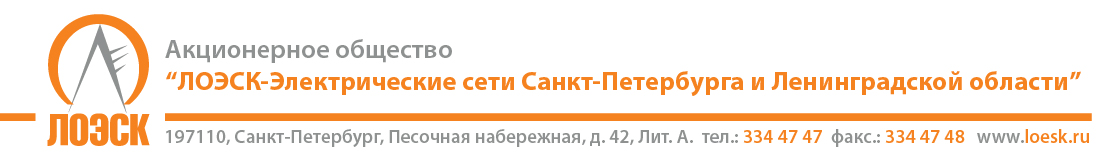 Акционерное общество
“ЛОЭСК-Электрические сети Санкт-Петербурга и Ленинградской области”
ЛОЭСК
197110, Санкт-Петербург, Песочная набережная, д. 42, Лит. А. тел.: 334 47 47 факс.: 334 47 48 www.loesk.ru